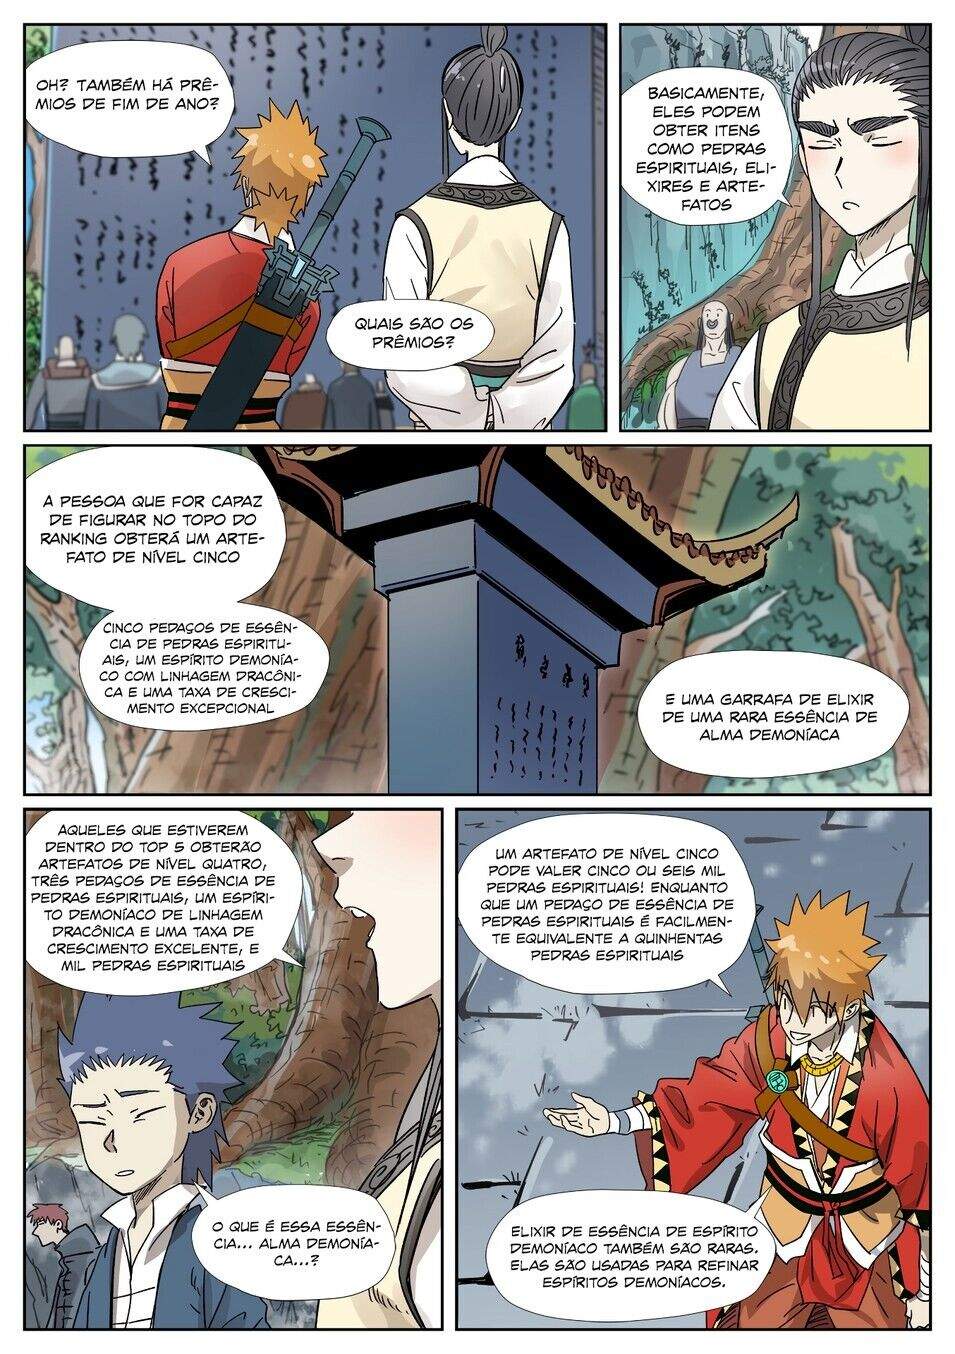 OH? TAMBÉM HÁ PRÊ-
MIOS DE FIM DE ANO?
QUAIS SÃO OS
PRÊMIOS?
BASICAMENTE,
ELES PODEM
OBTER ITENS
COMO PEDRAS
ESPIRITUAIS, ELI-
XIRES E ARTE-
FATOS
A PESSOA QUE FOR CAPAZ
DE FIGURAR NO TOPO DO
RANKING OBTERÁ UM ARTE-
FATO DE NÍVEL CINCO
CINCO PEDAÇOS DE ESSÊN-
CIA DE PEDRAS ESPIRITU-
AIS, UM ESPÍRITO DEMONÍA-
CO COM LINHAGEM DRACÔNI-
CA E UMA TAXA DE CRESCI-
MENTO EXCEPCIONAL
E UMA GARRAFA DE ELIXIR
DE UMA RARA ESSÊNCIA DE
ALMA DEMONÍACA
AQUELES QUE ESTIVEREM
DENTRO DO TOP 5 OBTERÃO
ARTEFATOS DE NÍVEL QUATRO,
TRÊS PEDAÇOS DE ESSÊNCIA DE
PEDRAS ESPIRITUAIS, UM ESPÍRI-
TO DEMONÍACO DE LINHAGEM
DRACÔNICA E UMA TAXA DE
CRESCIMENTO EXCELENTE, E
MIL PEDRAS ESPIRITUAIS
O QUE É ESSA ESSÊN-
CIA... ALMA DEMONÍA-
CA...?
UM ARTEFATO DE NÍVEL CINCO
PODE VALER CINCO OU SEIS MIL
PEDRAS ESPIRITUAIS! ENQUANTO
QUE UM PEDAÇO DE ESSÊNCIA DE
PEDRAS ESPIRITUAIS É FACILMEN-
TE EQUIVALENTE A QUINHENTAS
PEDRAS ESPIRITUAIS
ELIXIR DE ESSÊNCIA DE ESPÍRITO
DEMONÍACO TAMBÉM SÃO RARAS.
ELAS SÃO USADAS PARA REFINAR
ESPÍRITOS DEMONÍACOS.